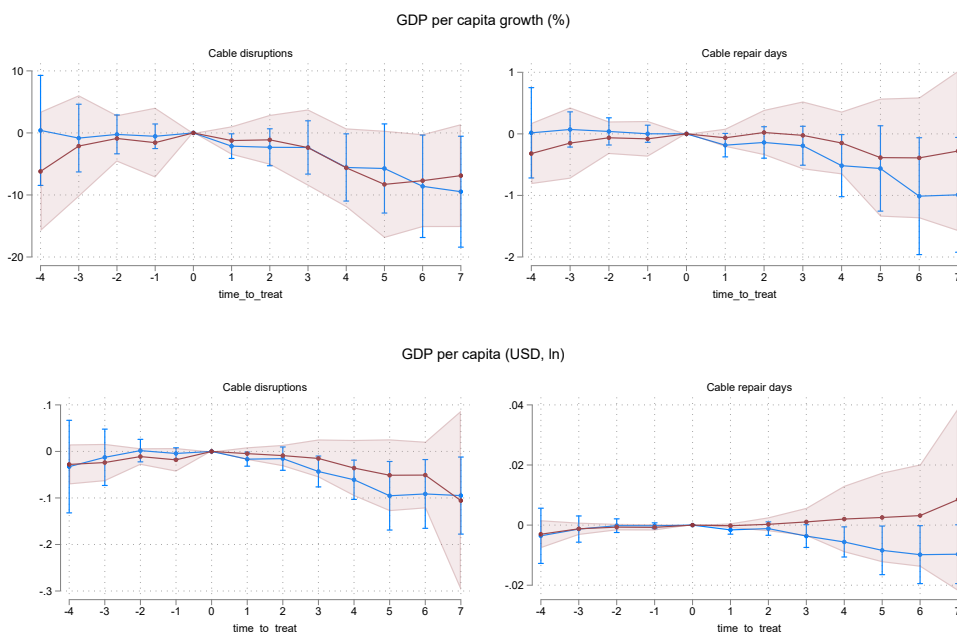 GDP per capita growth (%)
Cable disruptions
Cable repair days
10
0
-10
-20
-4 -3 -2 -1 0 1 2 3 4 5 6 7
time_to_treat
1
0
-1
-2
-4 -3 -2 -1 0 1 2 3 4 5 6 7
time_to_treat
GDP per capita (USD, ln)
Cable disruptions
Cable repair days
.1
0
-.1
-.2
-.3
-4 -3 -2 -1 0 1 2 3 4 5 6 7
time_to_treat
.04
.02
0
-.02
-4 -3 -2 -1 0 1 2 3 4 5 6 7
time_to_treat